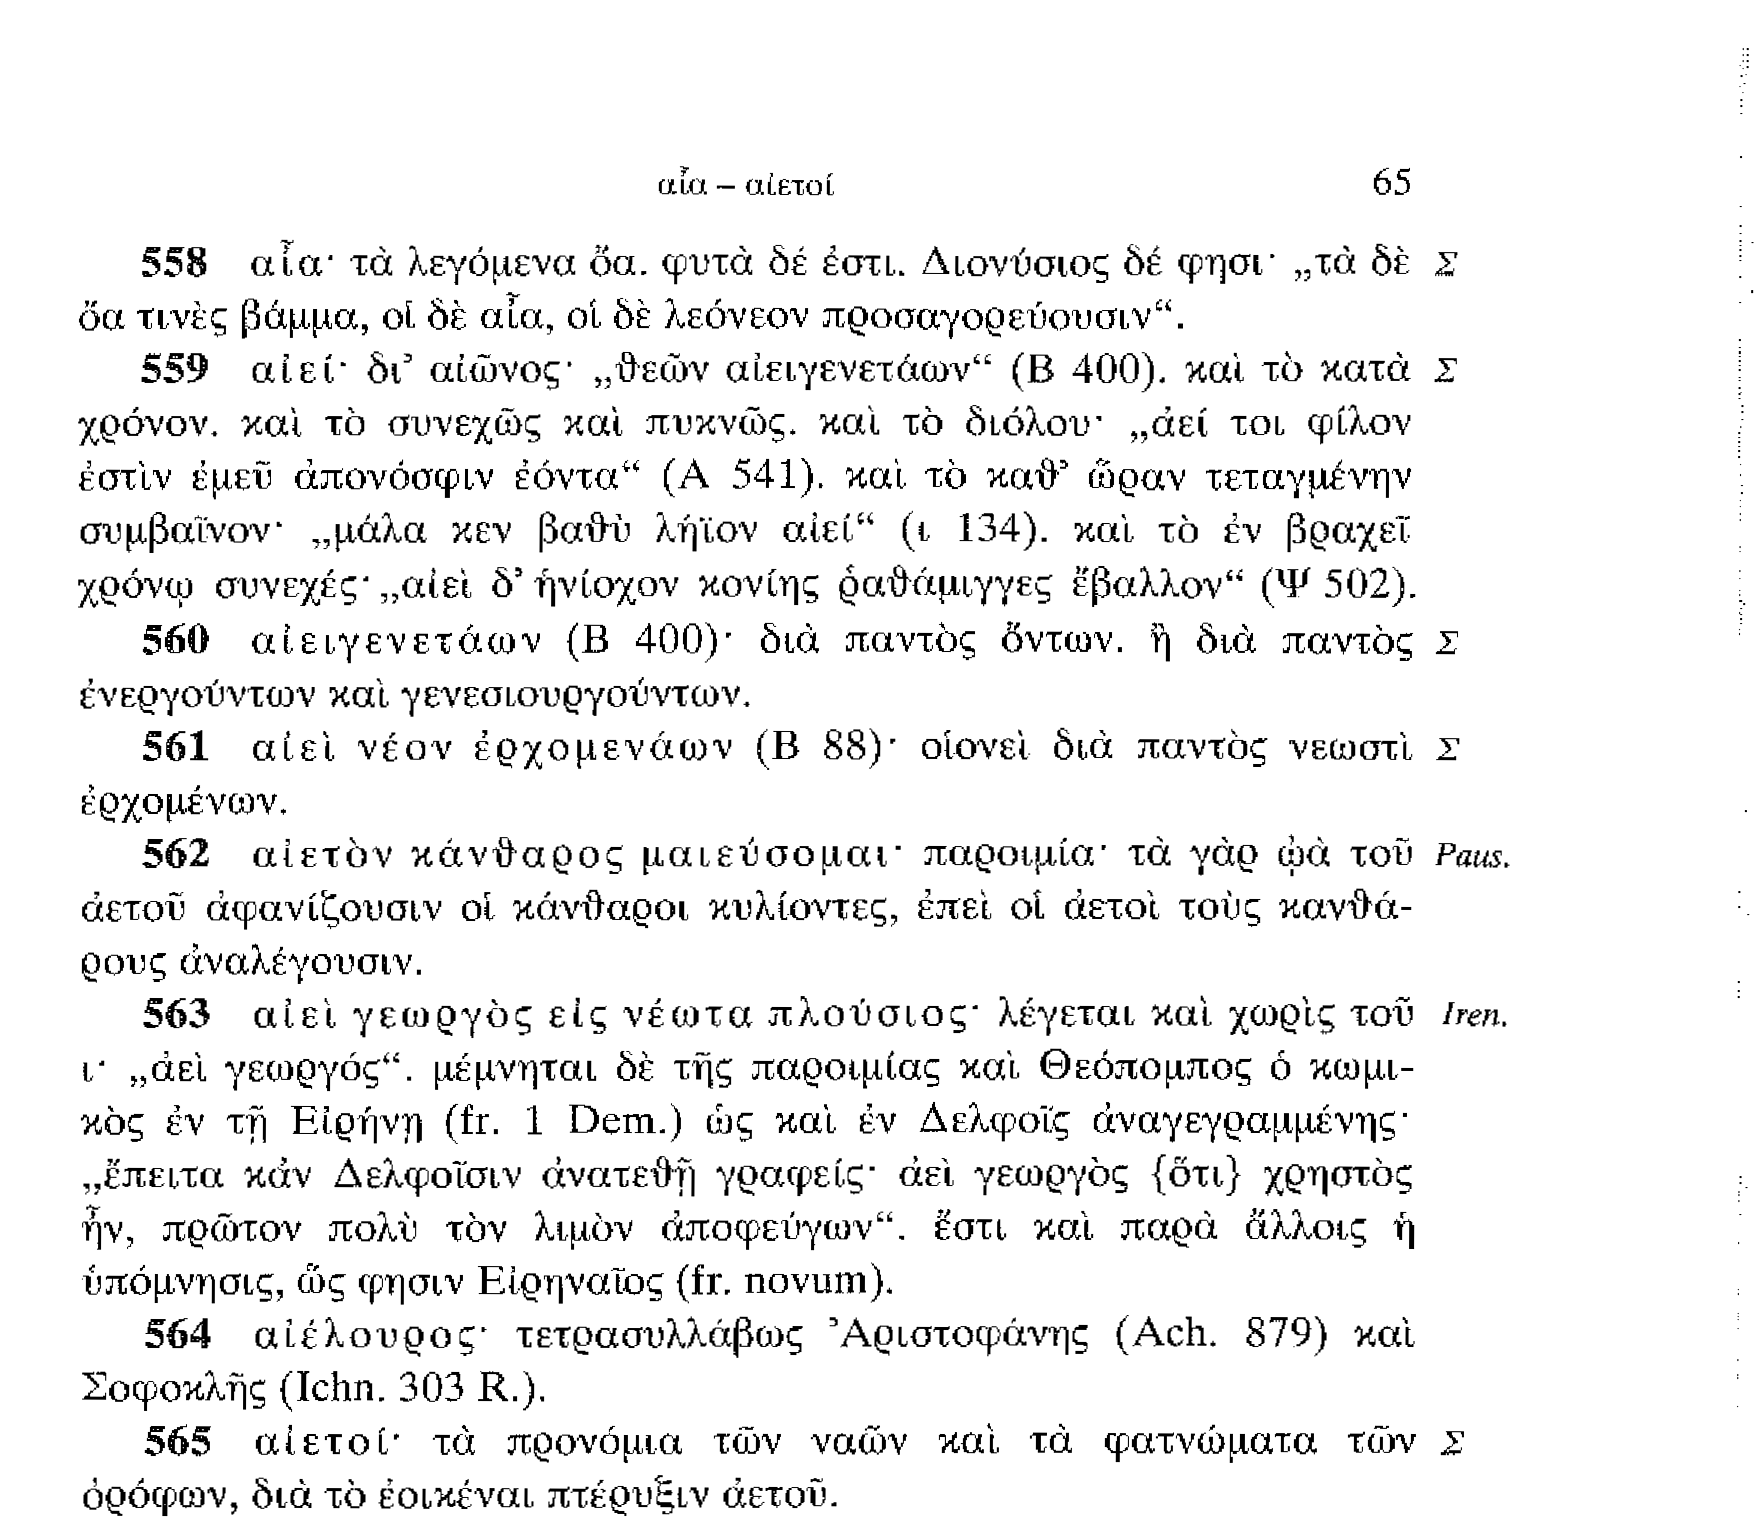 αἶα – αἰετοί 65
558 αἶα· τὰ λεγόμενα ὄα. φυτὰ δέ ἐστι. Διονύσιος δέ φησι· „τὰ δὲ Σ
ὄα τινὲς βάμμα, οἱ δὲ αἶα, οἱ δὲ λεόνεον προσαγορεύουσιν“.
559 αἰεί· δι’ αἰῶνος· „θεῶν αἰειγενετάων“ (Β 400). καὶ τὸ κατὰ Σ
χρόνον. καὶ τὸ συνεχῶς καὶ πυκνῶς. καὶ τὸ διόλου· „ἀεί τοι φίλον
ἐστὶν ἐμεῦ ἀπονόσφιν ἐόντα“ (Α 541). καὶ τὸ καθ’ ὥραν τεταγμένην
συμβαῖνον· „μάλα κεν βαθὺ λήϊον αἰεί“ (ι 134). καὶ τὸ ἐν βραχεῖ
χρόνῳ συνεχές· „αἰεὶ δ’ ἡνίοχον κονίης ῥαθάμιγγες ἔβαλλον“ (Ψ 502).
560 αἰειγενετάων (Β 400)· διὰ παντὸς ὄντων. ἢ διὰ παντὸς Σ
ἐνεργούντων καὶ γενεσιουργούντων.
561 αἰεὶ νέον ἐρχομενάων (Β 88)· οἱονεὶ διὰ παντὸς νεωστὶ Σ
ἐρχομένων.
562 αἰετὸν κάνθαρος μαιεύσομαι· παροιμία· τὰ γὰρ ᾠὰ τοῦ Paus.
ἀετοῦ ἀφανίζουσιν οἱ κάνθαροι κυλίοντες, ἐπεὶ οἱ ἀετοὶ τοὺς κανθά-
ρους ἀναλέγουσιν.
563 αἰεὶ γεωργὸς εἰς νέωτα πλούσιος· λέγεται καὶ χωρὶς τοῦ Iren.
ι· „ἀεὶ γεωργός“. μέμνηται δὲ τῆς παροιμίας καὶ Θεόπομπος ὁ κωμι-
κὸς ἐν τῇ Εἰρήνῃ (fr. 1 Dem.) ὡς καὶ ἐν Δελφοῖς ἀναγεγραμμένης·
„ἔπειτα κἀν Δελφοῖσιν ἀνατεθῇ γραφείς· ἀεὶ γεωργὸς {ὅτι} χρηστὸς
ἦν, πρῶτον πολὺ τὸν λιμὸν ἀποφεύγων“. ἔστι καὶ παρὰ ἄλλοις ἡ
ὑπόμνησις, ὥς φησιν Εἰρηναῖος (fr. novum).
564 αἰέλουρος· τετρασυλλάβως Ἀριστοφάνης (Ach. 879) καὶ
Σοφοκλῆς (Ichn. 303 R.).
565 αἰετοί· τὰ προνόμια τῶν ναῶν καὶ τὰ φατνώματα τῶν Σ
ὀρόφων, διὰ τὸ ἐοικέναι πτέρυξιν ἀετοῦ.